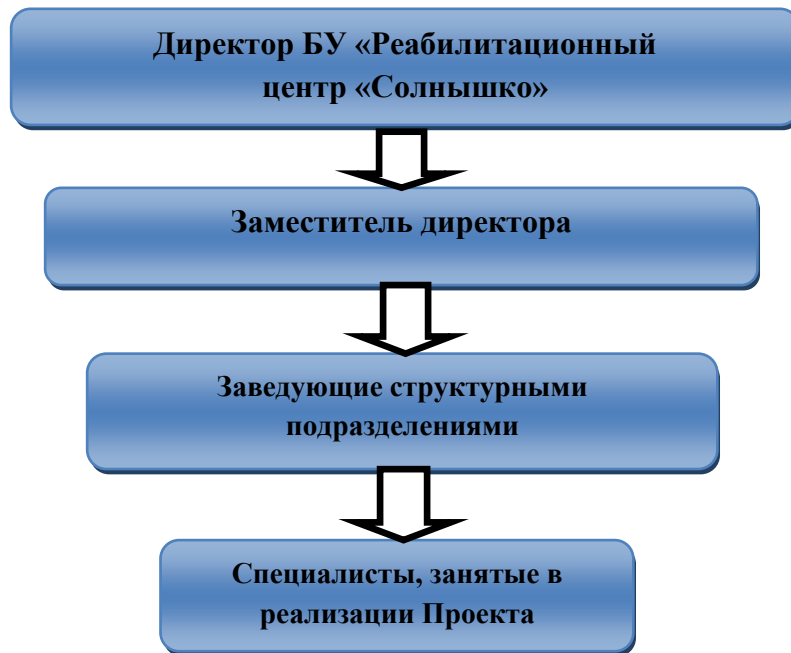 Директор БУ «Реабилитационный
центр «Солнышко»
Заместитель директора
Заведующие структурными
подразделениями
Специалисты, занятые в
реализации Проекта